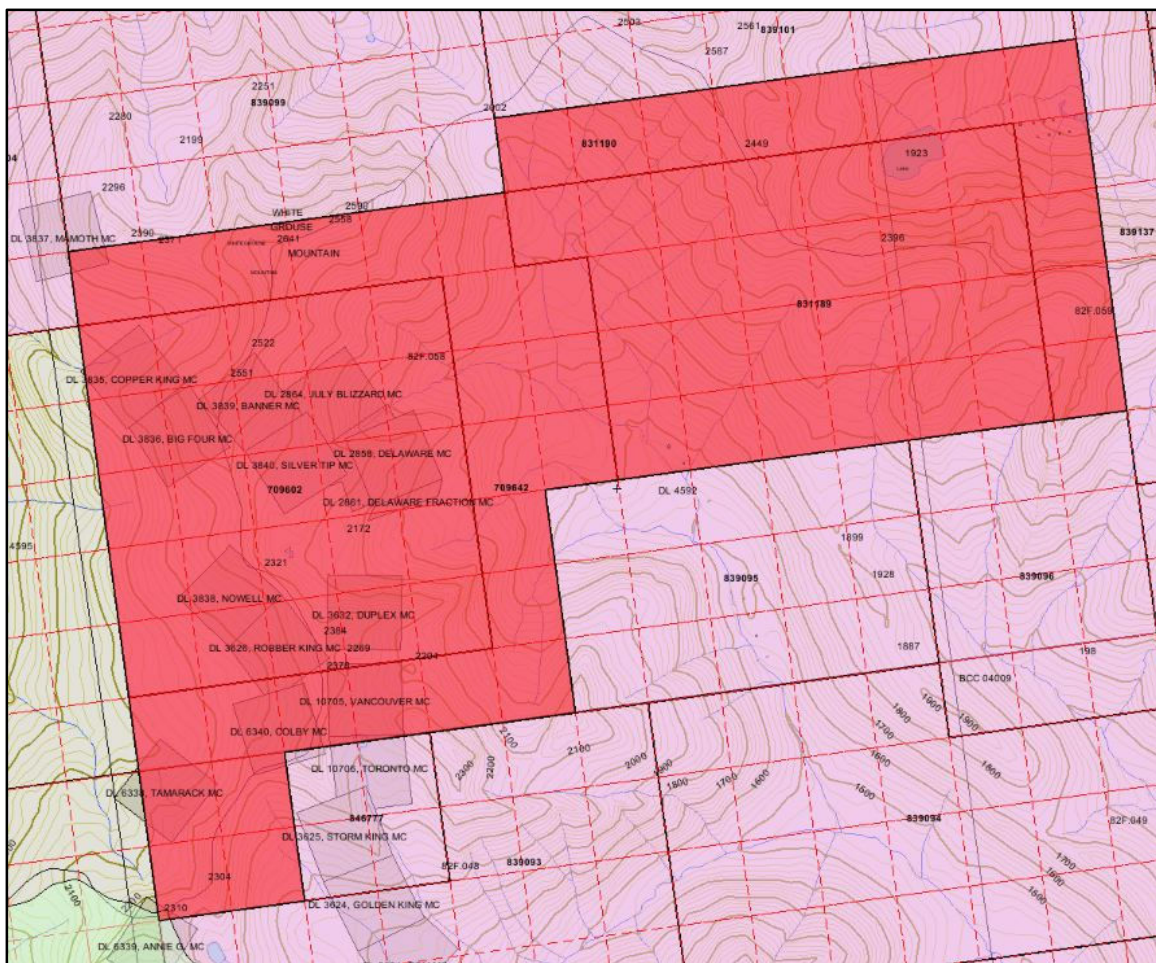 2503
2561
839101
2587
2251
839099
2280
2002
2199
831190
2449
04
1923
LAKE
2296
2599
WHITE
2558
GROUSE
DL 3837, MAMOTH MC
2390
2371
2641
2396
839137
MOUNTAIN
MOUNTAIN
831189
82F.059
2522
82F.058
2551
DL 3835, COPPER KING MC
DL 2864, JULY BLIZZARD MC
DL 3839, BANNER MC
DL 3836, BIG FOUR MC
DL 2858, DELAWARE MC
DL 3840, SILVER TIP MC
709602
709642
DL 4592
DL 2861, DELAWARE FRACTION MC
2172
1899
4595
2321
1928
839095
839096
DL 3838, NOWELL MC
DL 3632, DUPLEX MC
2384
DL 3626, ROBBER KING MC
2269
1887
2204
198
2378
BCC 04009
DL 10705, VANCOUVER MC
1900
1800
1900
DL 6340, COLBY MC
2100
2100
1700
2000
1900
1600
1800
DL 10706, TORONTO MC
2300
2200
1800
1700
1600
DL 6338, TAMARACK MC
1500
846777
839094
82F.049
DL 3625, STORM KING MC
82F.048
839093
1700
2304
1600
1500
2100
2310
DL 3624, GOLDEN KING MC
DL 6339, ANNIE G. MC